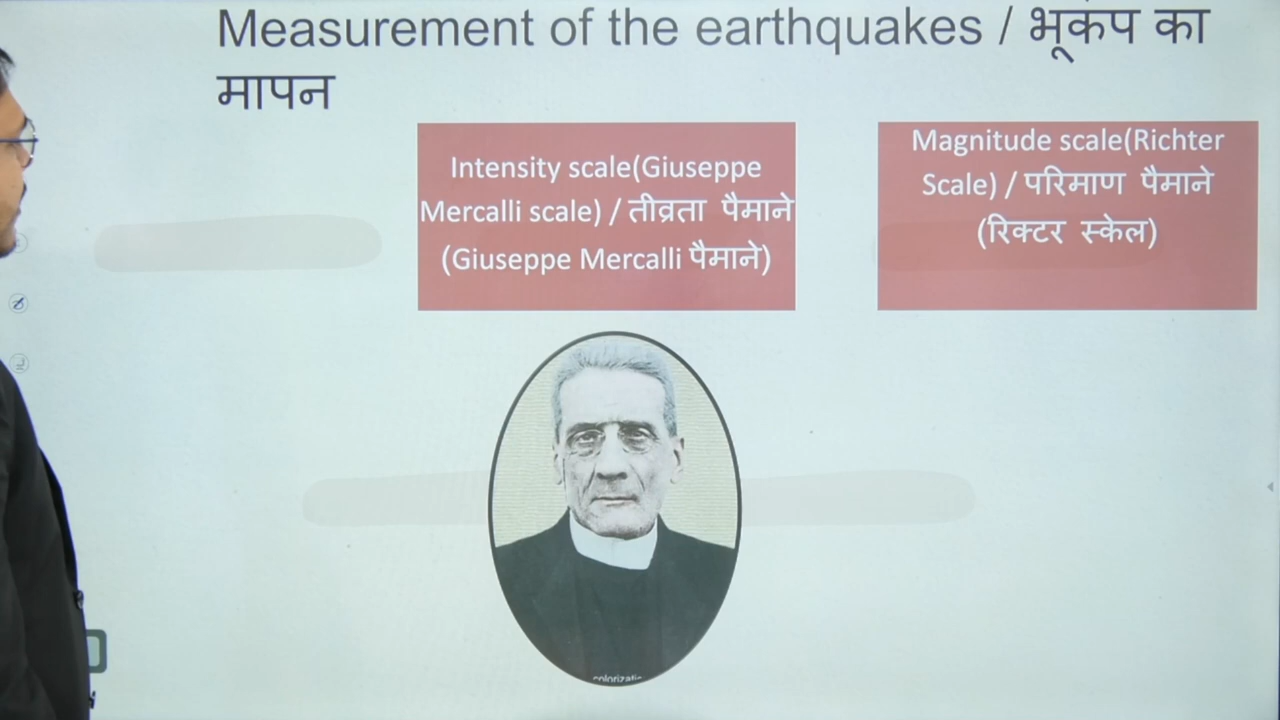 Measurement of the earthquakes / भूकंप का
मापन
Intensity scale(Giuseppe
Mercalli scale) / तीव्रता पैमाने
(Giuseppe Mercalli पैमाने)
Magnitude scale(Richter
Scale) / परिमाण पैमाने
(रिक्टर स्केल)